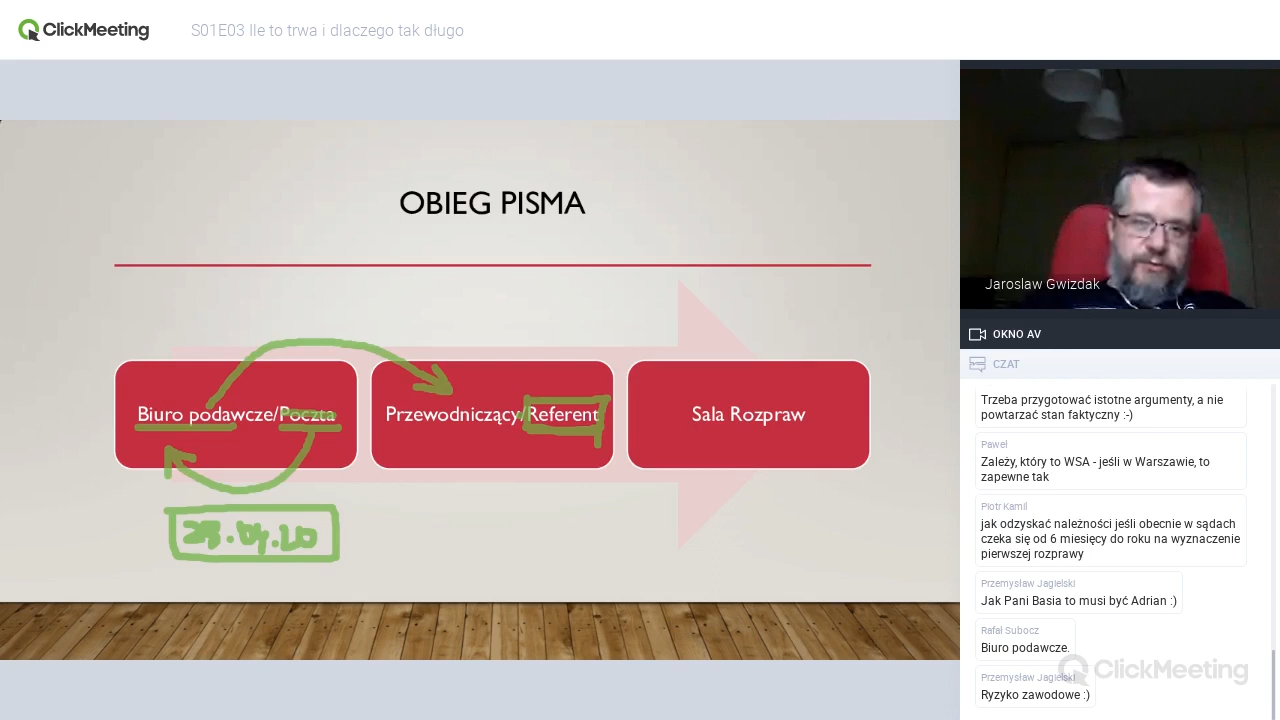 ClickMeeting
S01E03 Ile to trwa i dlaczego tak długo
OBIEG PISMA
Biuro podawcze/Poczta
Przewodniczący/Referent
Sala Rozpraw
Jaroslaw Gwizdak
OKNO AV
CZAT
Trzeba przygotować istotne argumenty, a nie
powtarzać stan faktyczny :-)
Paweł
Zależy, który to WSA - jeśli w Warszawie, to
zapewne tak
Piotr Kamil
jak odzyskać należności jeśli obecnie w sądach
czeka się od 6 miesięcy do roku na wyznaczenie
pierwszej rozprawy
Przemysław Jagielski
Jak Pani Basia to musi być Adrian :)
Rafał Subocz
Biuro podawcze.
Przemysław Jagielski
Ryzyko zawodowe :)
ClickMeeting